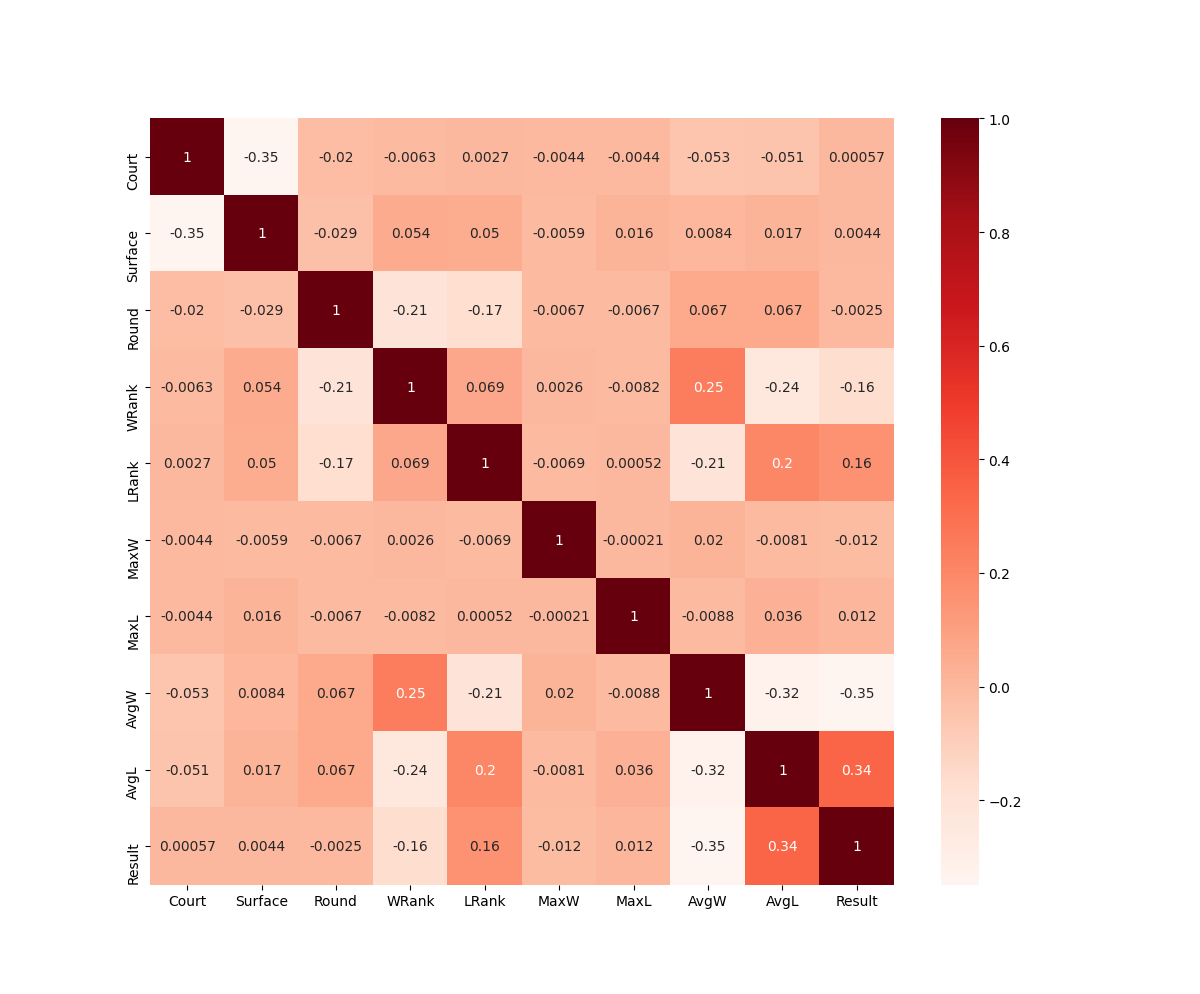 1.0
Court 1 -0.35 -0.02 -0.0063 0.0027 -0.0044 -0.0044 -0.053 -0.051 0.00057
0.8
Surface -0.35 1 -0.029 0.054 0.05 -0.0059 0.016 0.0084 0.017 0.0044
Round -0.02 -0.029 1 -0.21 -0.17 -0.0067 -0.0067 0.067 0.067 -0.0025
0.6
WRank -0.0063 0.054 -0.21 1 0.069 0.0026 -0.0082 0.25 -0.24 -0.16
0.4
LRank 0.0027 0.05 -0.17 0.069 1 -0.0069 0.00052 -0.21 0.2 0.16
MaxW -0.0044 -0.0059 -0.0067 0.0026 -0.0069 1 -0.00021 0.02 -0.0081 -0.012
0.2
MaxL -0.0044 0.016 -0.0067 -0.0082 0.00052 -0.00021 1 -0.0088 0.036 0.012
0.0
AvgW -0.053 0.0084 0.067 0.25 -0.21 0.02 -0.0088 1 -0.32 -0.35
AvgL -0.051 0.017 0.067 -0.24 0.2 -0.0081 0.036 -0.32 1 0.34
−0.2
Result 0.00057 0.0044 -0.0025 -0.16 0.16 -0.012 0.012 -0.35 0.34 1
Court Surface Round WRank LRank MaxW MaxL AvgW AvgL Result